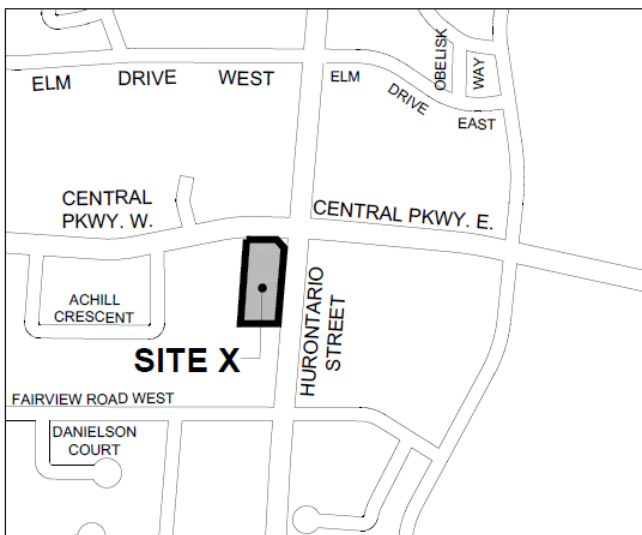 OBELISK
WAY
ELM DRIVE WEST
ELM
DRIVE
EAST
CENTRAL
PKWY. W.
CENTRAL PKWY. E.
ACHILL
CRESCENT
HURONTARIO
STREET
SITE X
FAIRVIEW ROAD WEST
DANIELSON
COURT